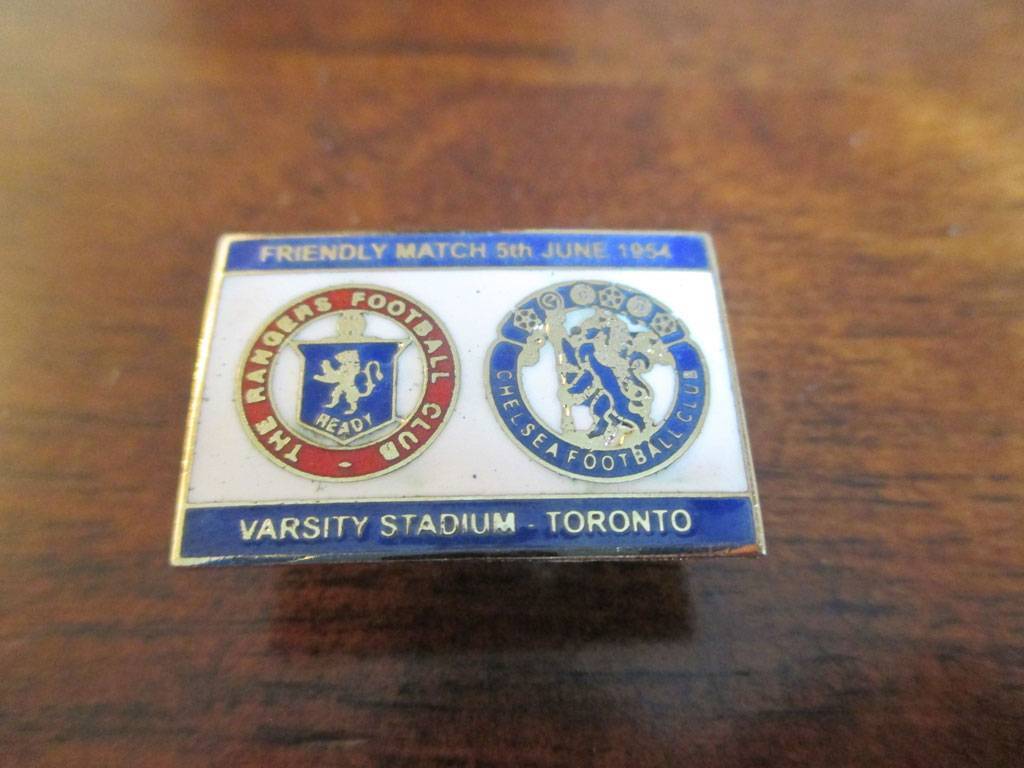 FRIENDLY MATCH 5th JUNE 1954
THE RANGERS FOOTBALL CLUB
READY
CHELSEA FOOTBALL CLUB
VARSITY STADIUM - TORONTO